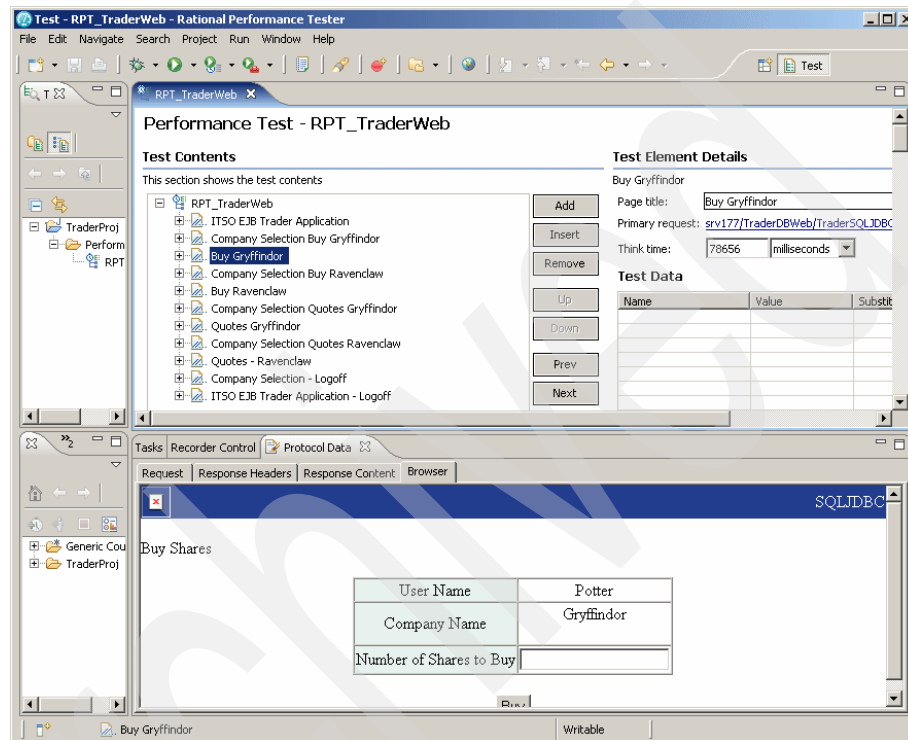 Test - RPT_TraderWeb - Rational Performance Tester
File Edit Navigate Search Project Run Window Help
Test
T
RPT_TraderWeb
Performance Test - RPT_TraderWeb
Test Contents
This section shows the test contents
RPT_TraderWeb
ITSO EJB Trader Application
Company Selection Buy Gryffindor
Buy Gryffindor
Company Selection Buy Ravenclaw
Buy Ravenclaw
Company Selection Quotes Gryffindor
Quotes Gryffindor
Company Selection Quotes Ravenclaw
Quotes - Ravenclaw
Company Selection - Logoff
ITSO EJB Trader Application - Logoff
Add
Insert
Remove
Up
Down
Prev
Next
Test Element Details
Buy Gryffindor
Page title: Buy Gryffindor
Primary request: srv177/TraderDBWeb/TraderSQLJDBC
Think time: 78656 milliseconds
Test Data
Name Value Substit
TraderProj
Perform
RPT
2
Tasks Recorder Control Protocol Data
Request Response Headers Response Content Browser
SQLJDBC
Generic Cou
TraderProj
Buy Shares
User Name Potter
Company Name Gryffindor
Number of Shares to Buy
Buy
Buy Gryffindor
Writable